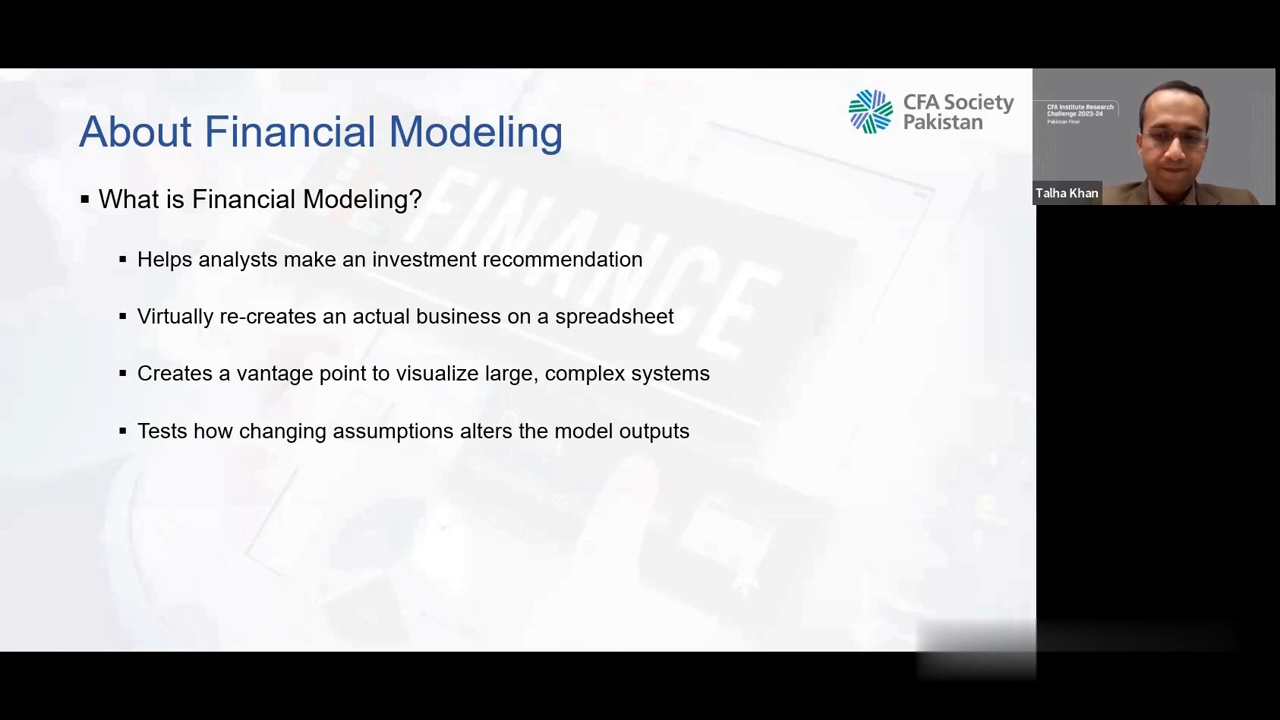 About Financial Modeling
CFA Society
Pakistan
▪ What is Financial Modeling?
▪ Helps analysts make an investment recommendation
▪ Virtually re-creates an actual business on a spreadsheet
▪ Creates a vantage point to visualize large, complex systems
▪ Tests how changing assumptions alters the model outputs
FINANCE
CFA Institute Research
Challenge 2023-24
Pakistan Final
Talha Khan